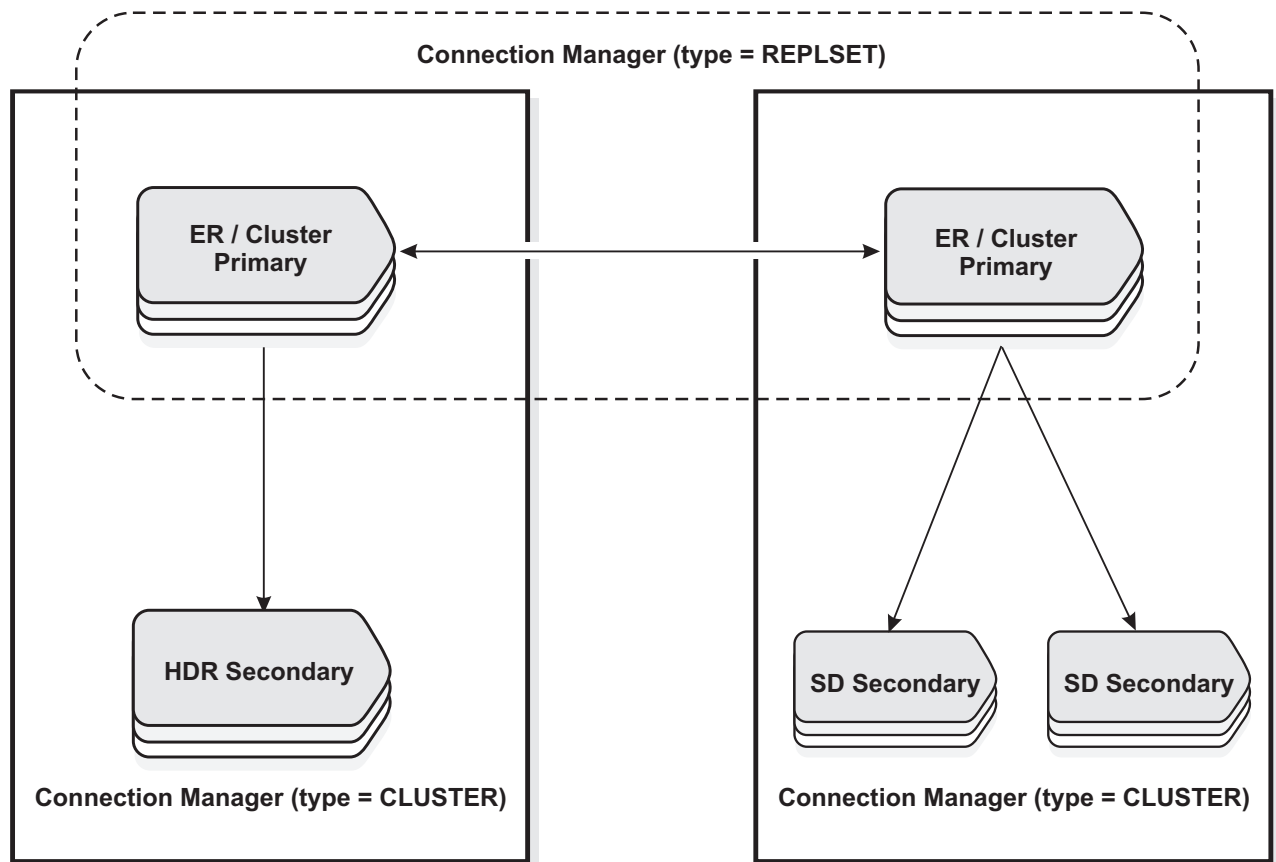 Connection Manager (type = REPLSET)
ER / Cluster
Primary
ER / Cluster
Primary
HDR Secondary
SD Secondary
SD Secondary
Connection Manager (type = CLUSTER)
Connection Manager (type = CLUSTER)